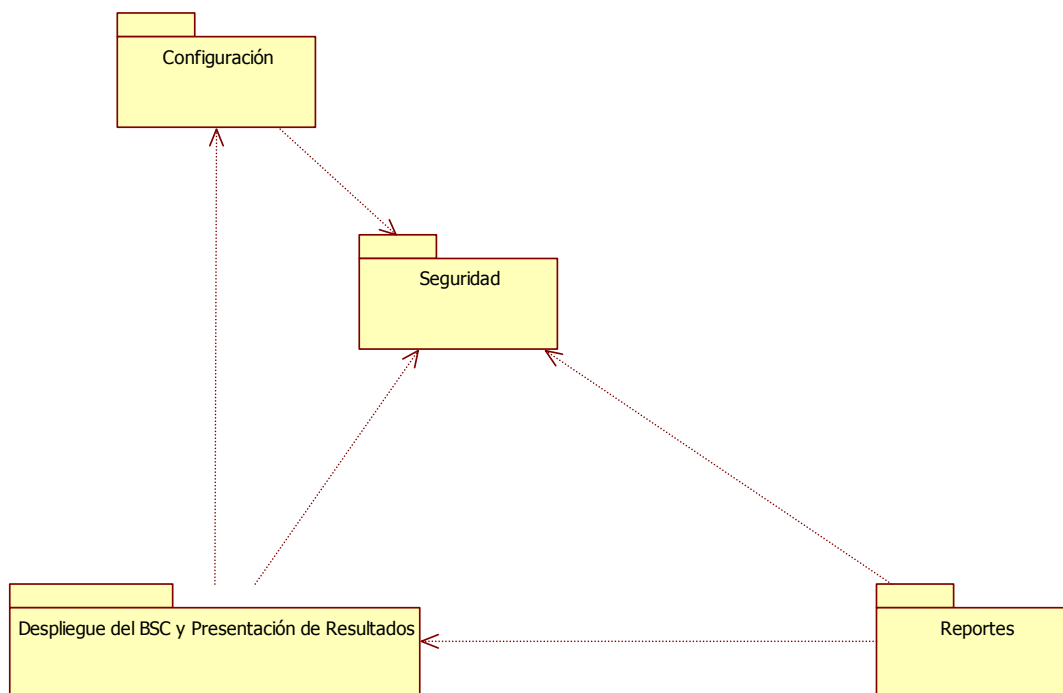 Configuración
Seguridad
Despliegue del BSC y Presentación de Resultados
Reportes